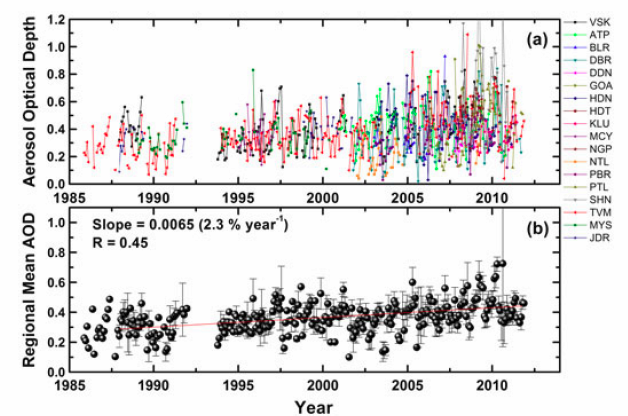 Aerosol Optical Depth
1.2
1.0
0.8
0.6
0.4
0.2
0.0
(a)
1985 1990 1995 2000 2005 2010
VSK
ATP
BLR
DBR
DDN
GOA
HDN
HDT
KLU
MCY
NGP
NTL
PBR
PTL
SHN
TVM
MYS
JDR
Regional Mean AOD
1.0
0.8
0.6
0.4
0.2
0.0
Slope = 0.0065 (2.3 % year⁻¹)
R = 0.45
(b)
1985 1990 1995 2000 2005 2010
Year